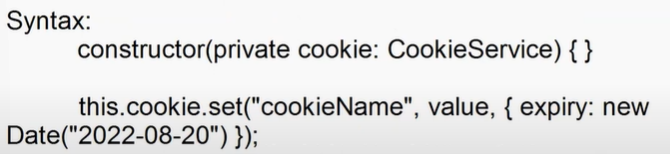 Syntax:
constructor(private cookie: CookieService) { }
this.cookie.set("cookieName", value, { expiry: new
Date("2022-08-20") });